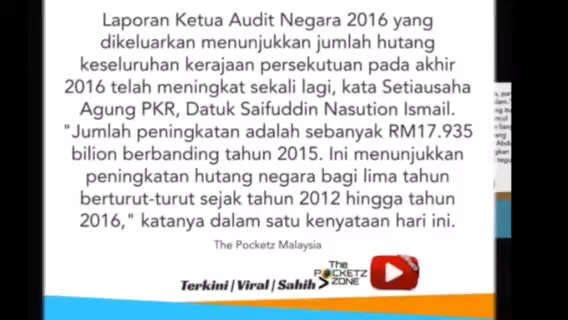 Laporan Ketua Audit Negara 2016 yang
dikeluarkan menunjukkan jumlah hutang
keseluruhan kerajaan persekutuan pada akhir
2016 telah meningkat sekali lagi, kata Setiausaha
Agung PKR, Datuk Saifuddin Nasution Ismail.
"Jumlah peningkatan adalah sebanyak RM17.935
bilion berbanding tahun 2015. Ini menunjukkan
peningkatan hutang negara bagi lima tahun
berturut-turut sejak tahun 2012 hingga tahun
2016," katanya dalam satu kenyataan hari ini.
The Pocketz Malaysia
The
POCKETZ
ZONE
Terkini | Viral | Sahih